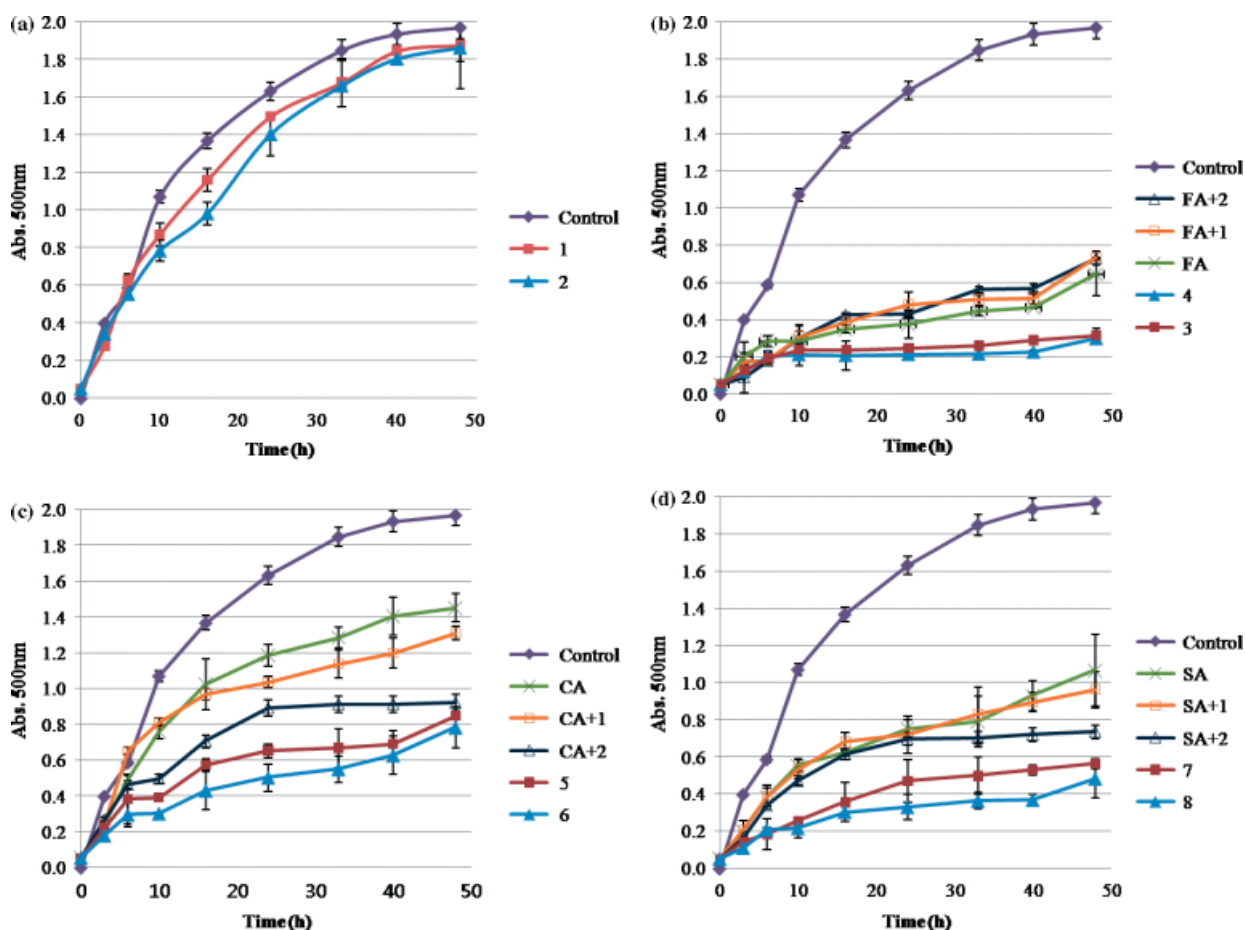 (a)
Abs. 500nm
2.0
1.8
1.6
1.4
1.2
1.0
0.8
0.6
0.4
0.2
0.0
0 10 20 30 40 50
Time (h)
Control
1
2
(b)
Abs. 500nm
2.0
1.8
1.6
1.4
1.2
1.0
0.8
0.6
0.4
0.2
0.0
0 10 20 30 40 50
Time (h)
Control
FA+2
FA+1
FA
4
3
(c)
Abs. 500nm
2.0
1.8
1.6
1.4
1.2
1.0
0.8
0.6
0.4
0.2
0.0
0 10 20 30 40 50
Time (h)
Control
CA
CA+1
CA+2
5
6
(d)
Abs. 500nm
2.0
1.8
1.6
1.4
1.2
1.0
0.8
0.6
0.4
0.2
0.0
0 10 20 30 40 50
Time (h)
Control
SA
SA+1
SA+2
7
8